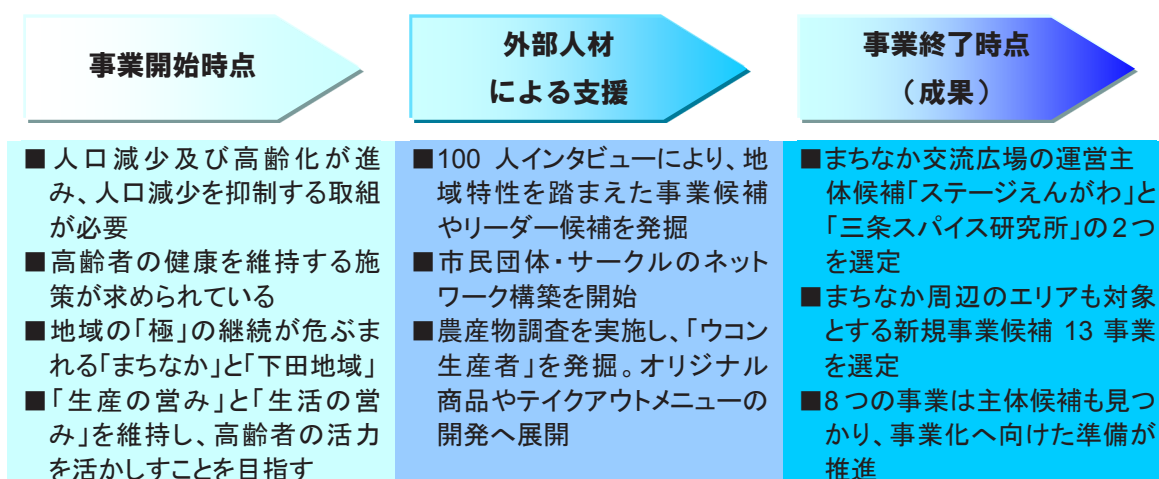 事業開始時点
■人口減少及び高齢化が進
み、人口減少を抑制する取組
が必要
■高齢者の健康を維持する施
策が求められている
■地域の「極」の継続が危ぶま
れる「まちなか」と「下田地域」
■「生産の営み」と「生活の営
み」を維持し、高齢者の活力
を活かしすことを目指す
外部人材
による支援
■100 人インタビューにより、地
域特性を踏まえた事業候補
やリーダー候補を発掘
■市民団体・サークルのネット
ワーク構築を開始
■農産物調査を実施し、「ウコン
生産者」を発掘。オリジナル
商品やテイクアウトメニューの
開発へ展開
事業終了時点
（成果）
■まちなか交流広場の運営主
体候補「ステージえんがわ」と
「三条スパイス研究所」の2つ
を選定
■まちなか周辺のエリアも対象
とする新規事業候補 13 事業
を選定
■8つの事業は主体候補も見つ
かり、事業化へ向けた準備が
推進